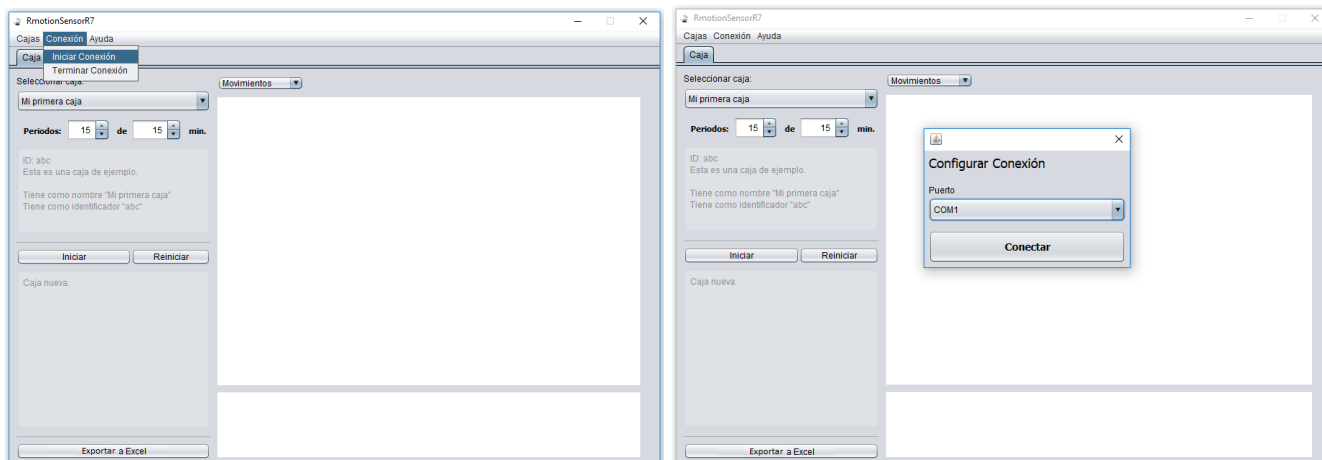 RmotionSensorR7
Cajas Conexión Ayuda
Caja Iniciar Conexión
Terminar Conexión
Seleccionar caja:
Movimientos
Mi primera caja
Periodos: 15 de 15 min.
ID: abc
Esta es una caja de ejemplo.
Tiene como nombre "Mi primera caja"
Tiene como identificador "abc"
Iniciar Reiniciar
Caja nueva.
Exportar a Excel
RmotionSensorR7
Cajas Conexión Ayuda
Caja
Seleccionar caja:
Movimientos
Mi primera caja
Periodos: 15 de 15 min.
ID: abc
Esta es una caja de ejemplo.
Tiene como nombre "Mi primera caja"
Tiene como identificador "abc"
Iniciar Reiniciar
Caja nueva.
Exportar a Excel
Configurar Conexión
Puerto
COM1
Conectar